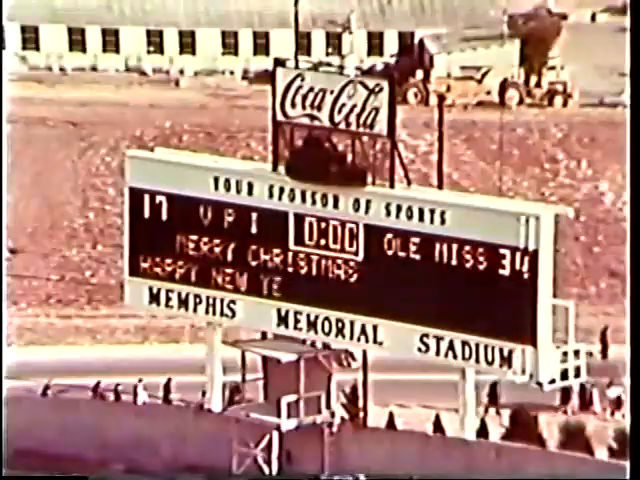 Coca-Cola
YOUR SPONSOR OF SPORTS
17 V P I 0:00 OLE MISS 34
MERRY CHRISTMAS
HAPPY NEW YE
MEMPHIS MEMORIAL STADIUM